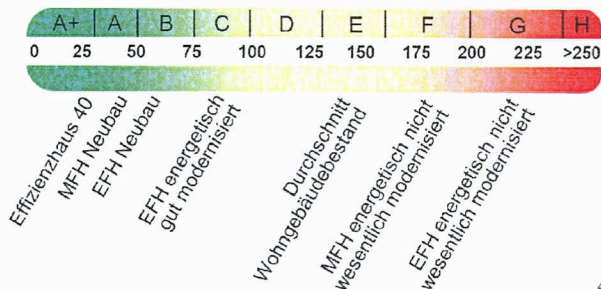 A+ A B C D E F G H
0 25 50 75 100 125 150 175 200 225 >250
Effizienzhaus 40
MFH Neubau
EFH Neubau
EFH energetisch
gut modernisiert
Durchschnitt
Wohngebäudebestand
MFH energetisch nicht
wesentlich modernisiert
EFH energetisch nicht
wesentlich modernisiert